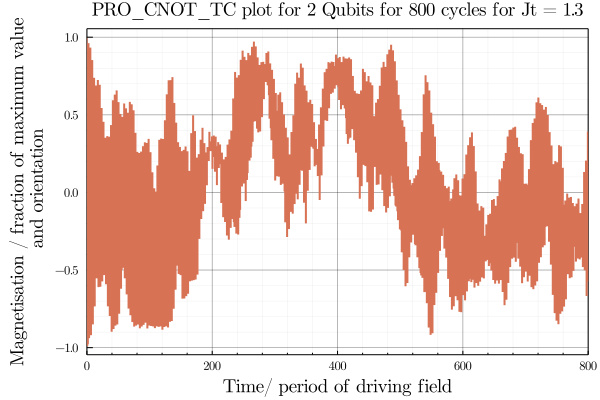 PRO_CNOT_TC plot for 2 Qubits for 800 cycles for Jt = 1.3
Magnetisation / fraction of maximum value
and orientation
1.0
0.5
0.0
−0.5
−1.0
0 200 400 600 800
Time/ period of driving field